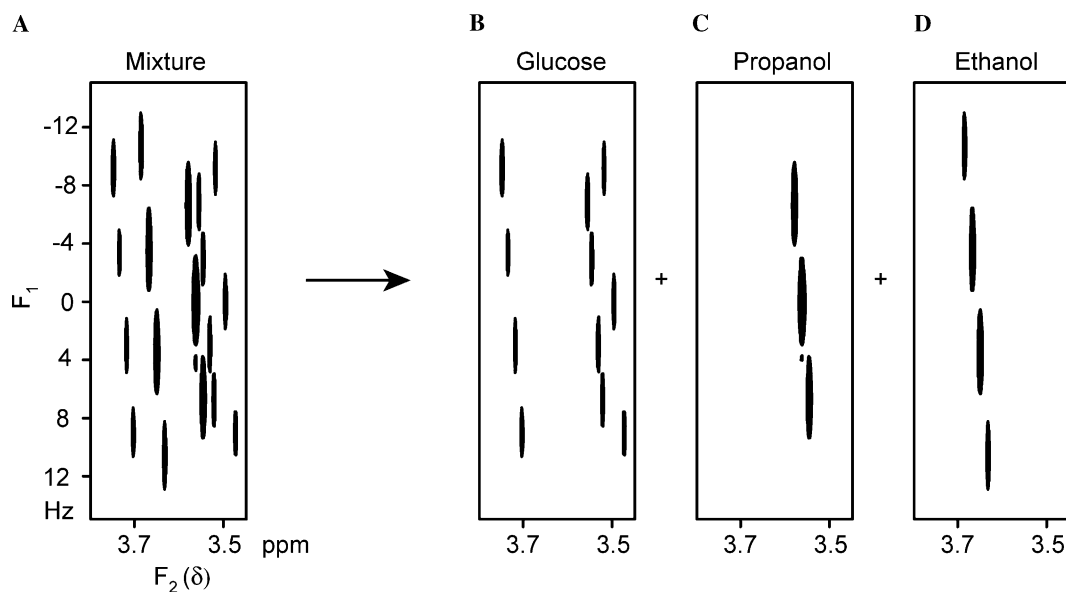 A
B
C
D
Mixture
Glucose
Propanol
Ethanol
-12
-8
-4
0
4
8
12
Hz
F1
+
+
3.7
3.5
ppm
F2 (δ)
3.7
3.5
3.7
3.5
3.7
3.5